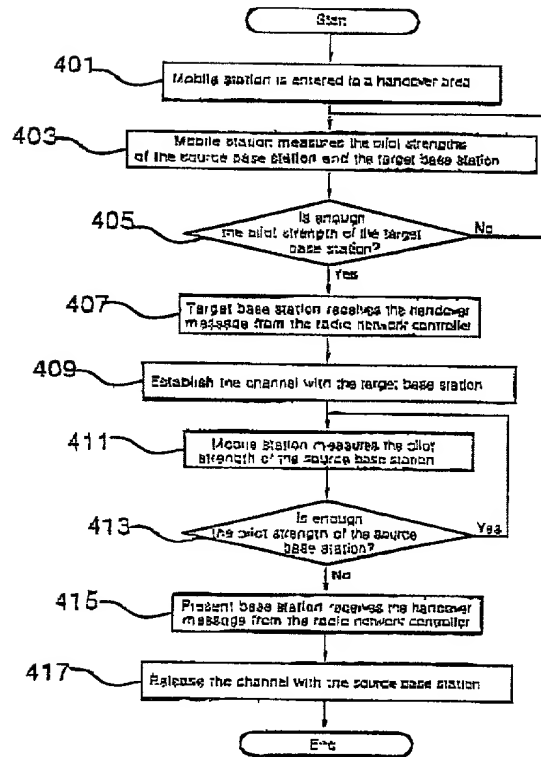 Start
401
Mobile station is entered to a handover area
403
Mobile Station measures the pilot strengths
of the source base station and the target base station
405
Is enough
the pilot strength of the target
base station?
No
Yes
407
Target base station receives the handover
message from the radio network controller
409
Establish the channel with the target base station
411
Mobile Station measures the pilot
strength of the source base station
413
Is enough
the pilot strength of the source
base station?
Yes
No
415
Present base station receives the handover
message from the radio network controller
417
Release the channel with the source base station
End